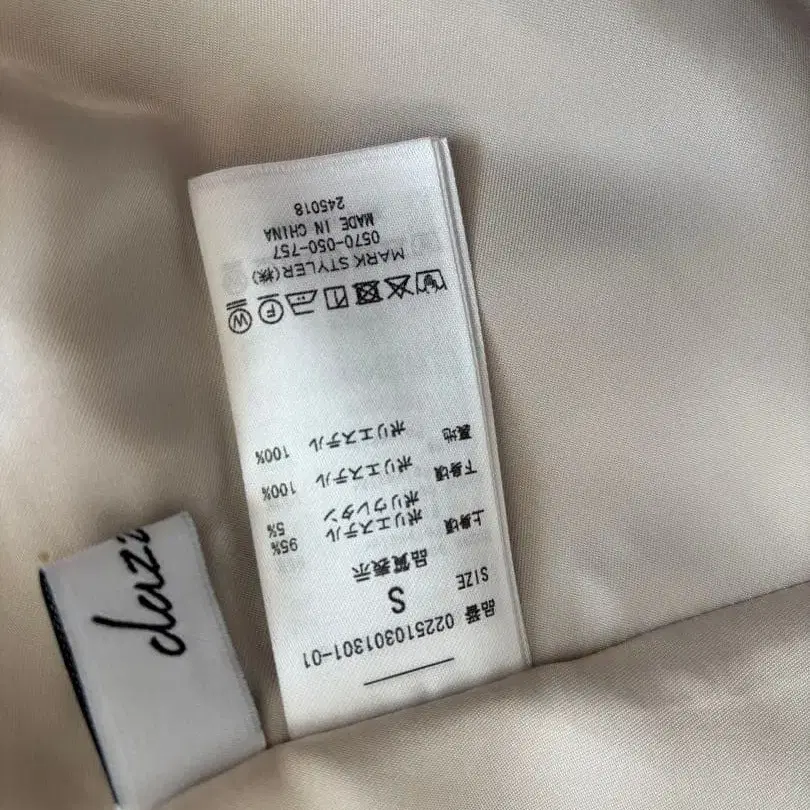 品番 022510301301-01
SIZE
S
品質表示
上身頃 ポリエステル 95%
ポリウレタン 5%
下身頃 ポリエステル 100%
裏地 ポリエステル 100%
W F
MARK STYLER(株)
0570-050-757
MADE IN CHINA
245018
daz